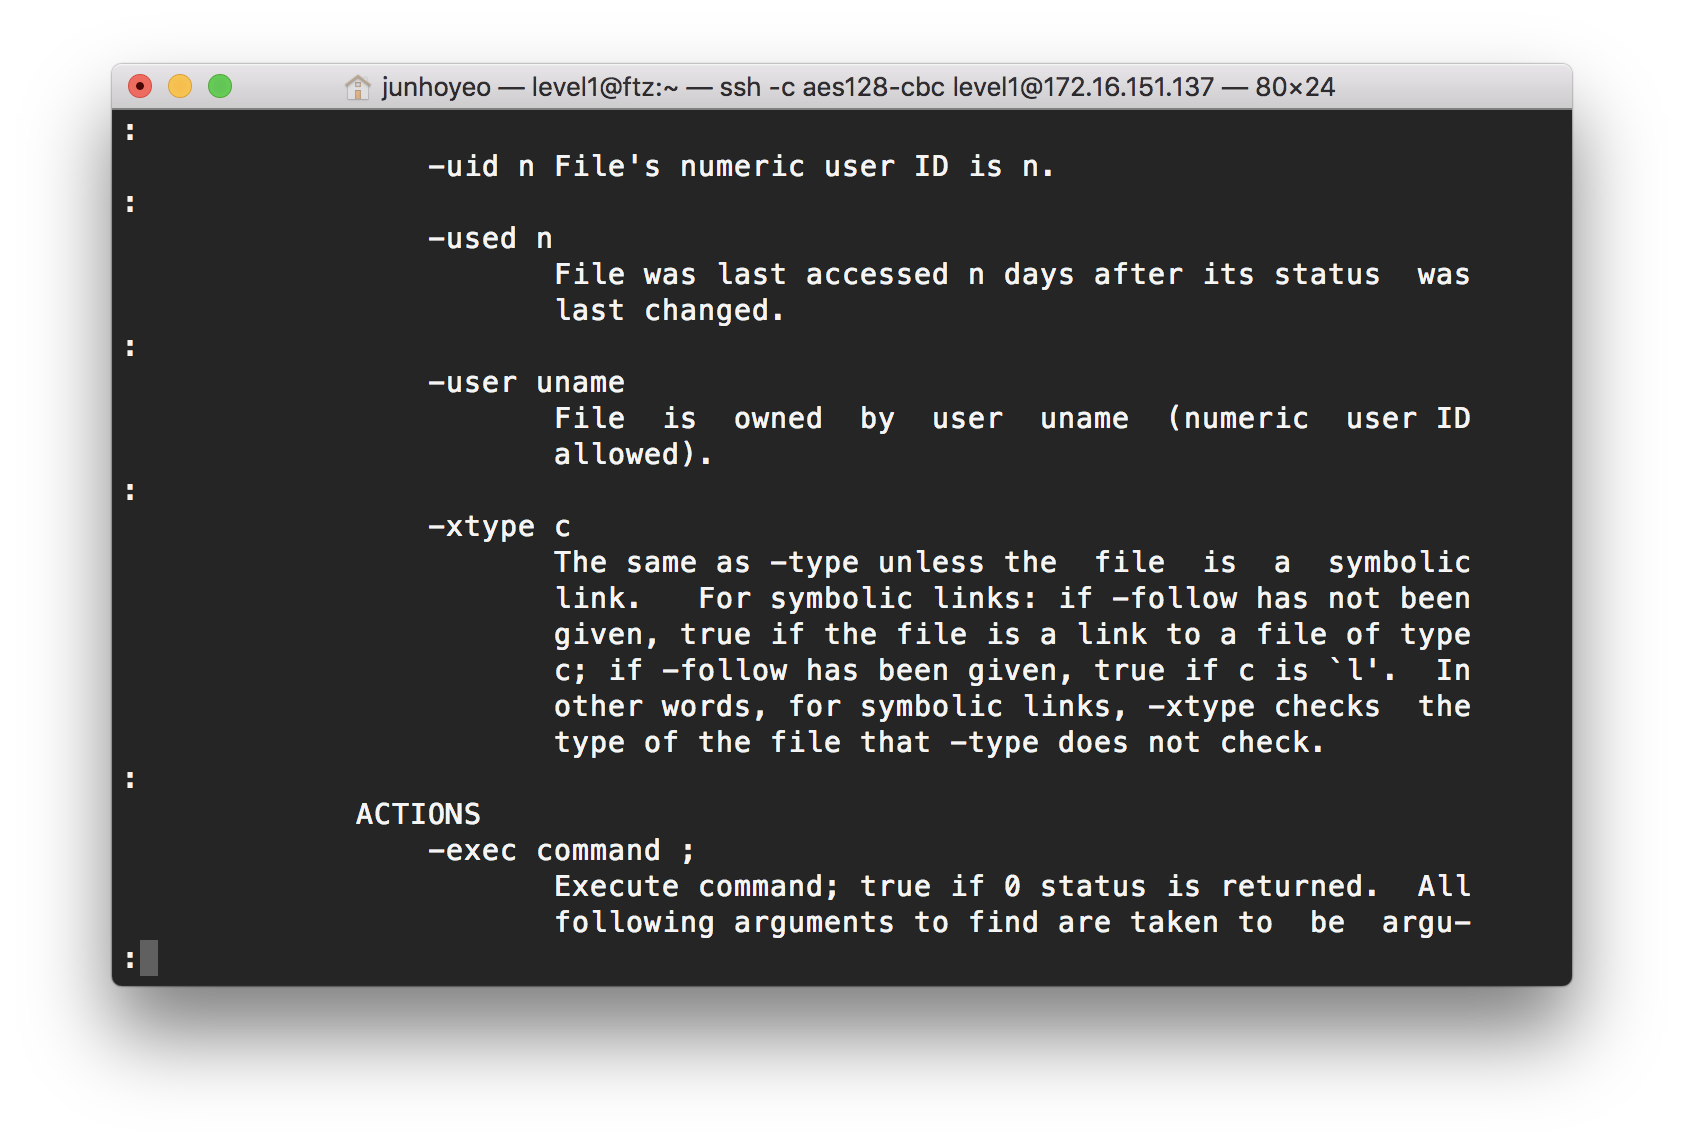 junhoyeo — level1@ftz:~ — ssh -c aes128-cbc level1@172.16.151.137 — 80×24
:
-uid n File's numeric user ID is n.
:
-used n
File was last accessed n days after its status  was
last changed.
:
-user uname
File  is  owned  by  user  uname  (numeric  user ID
allowed).
:
-xtype c
The same as -type unless the  file  is  a  symbolic
link.   For symbolic links: if -follow has not been
given, true if the file is a link to a file of type
c; if -follow has been given, true if c is `l'.  In
other words, for symbolic links, -xtype checks  the
type of the file that -type does not check.
:
ACTIONS
-exec command ;
Execute command; true if 0 status is returned.  All
following arguments to find are taken to  be  argu-
: